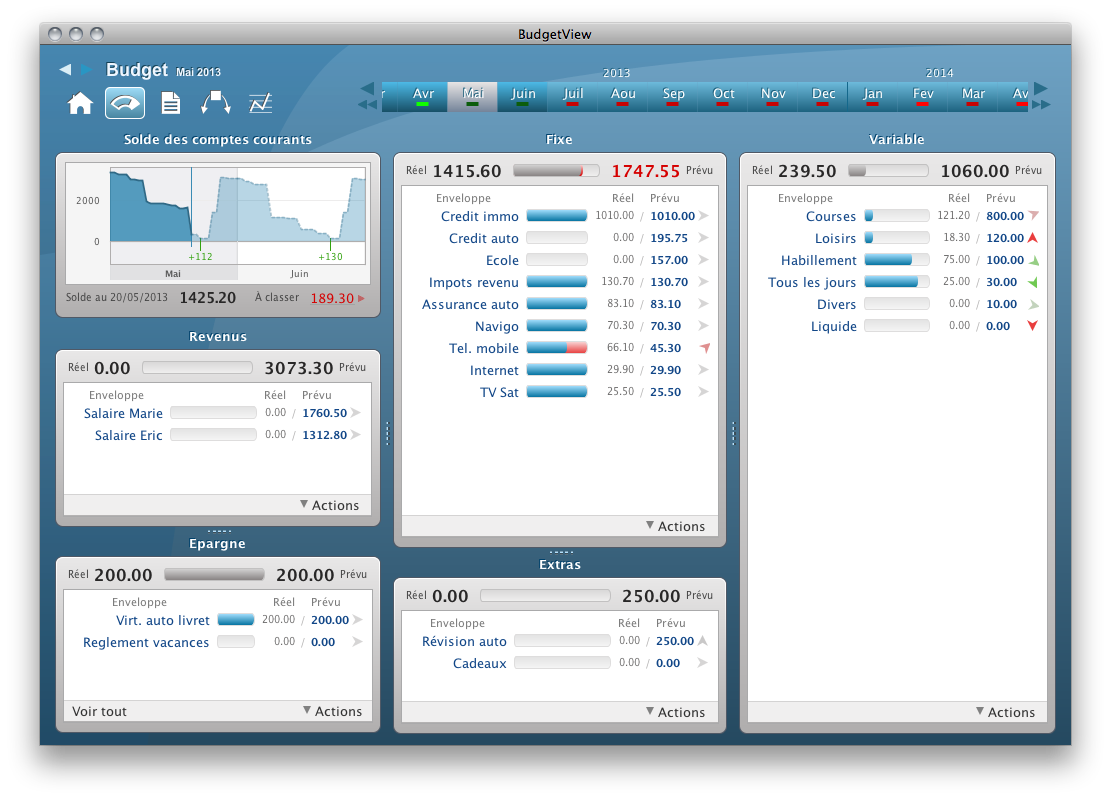 BudgetView
Budget Mai 2013
2013 2014
Avr Mai Juin Juil Aou Sep Oct Nov Dec Jan Fev Mar Av
Solde des comptes courants
2000
0
+112 +130
Mai Juin
Solde au 20/05/2013 1425.20 À classer 189.30
Revenus
Réel 0.00 3073.30 Prévu
Enveloppe Réel Prévu
Salaire Marie 0.00 / 1760.50
Salaire Eric 0.00 / 1312.80
Actions
Epargne
Réel 200.00 200.00 Prévu
Enveloppe Réel Prévu
Virt. auto livret 200.00 / 200.00
Reglement vacances 0.00 / 0.00
Voir tout Actions
Fixe
Réel 1415.60 1747.55 Prévu
Enveloppe Réel Prévu
Credit immo 1010.00 / 1010.00
Credit auto 0.00 / 195.75
Ecole 0.00 / 157.00
Impots revenu 130.70 / 130.70
Assurance auto 83.10 / 83.10
Navigo 70.30 / 70.30
Tel. mobile 66.10 / 45.30
Internet 29.90 / 29.90
TV Sat 25.50 / 25.50
Actions
Extras
Réel 0.00 250.00 Prévu
Enveloppe Réel Prévu
Révision auto 0.00 / 250.00
Cadeaux 0.00 / 0.00
Actions
Variable
Réel 239.50 1060.00 Prévu
Enveloppe Réel Prévu
Courses 121.20 / 800.00
Loisirs 18.30 / 120.00
Habillement 75.00 / 100.00
Tous les jours 25.00 / 30.00
Divers 0.00 / 10.00
Liquide 0.00 / 0.00
Actions